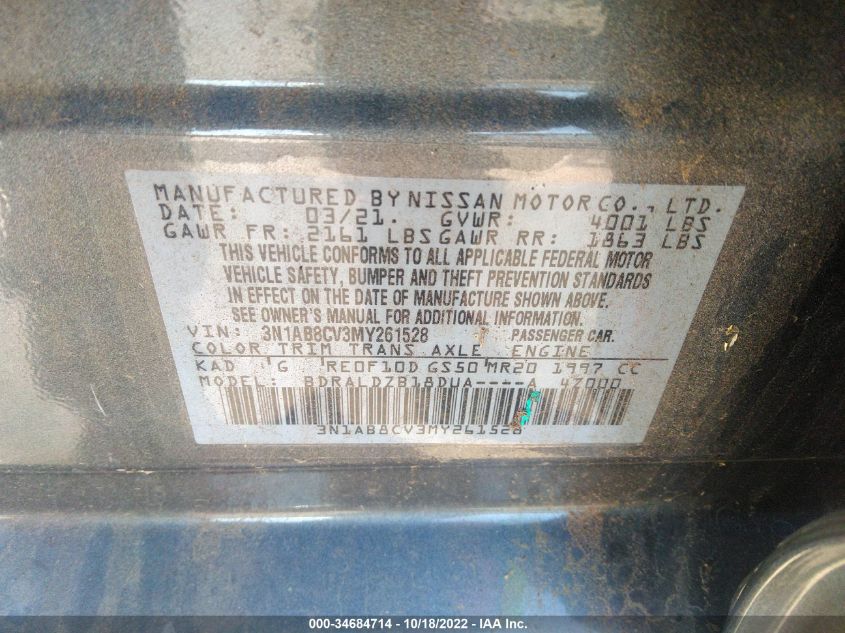 MANUFACTURED BY NISSAN MOTOR CO., LTD.
DATE: 03/21. GVWR: 4001 LBS
GAWR FR: 2161 LBS GAWR RR: 1863 LBS
THIS VEHICLE CONFORMS TO ALL APPLICABLE FEDERAL MOTOR
VEHICLE SAFETY, BUMPER AND THEFT PREVENTION STANDARDS
IN EFFECT ON THE DATE OF MANUFACTURE SHOWN ABOVE.
SEE OWNER'S MANUAL FOR ADDITIONAL INFORMATION.
VIN: 3N1AB8CV3MY261528 PASSENGER CAR.
COLOR TRIM TRANS AXLE ENGINE
KAD G RE0F10D GS50 MR20 1997 CC
MODEL: BDRALDZB18DUA----A 47000
3N1AB8CV3MY261528
000-34684714 - 10/18/2022 - IAA Inc.